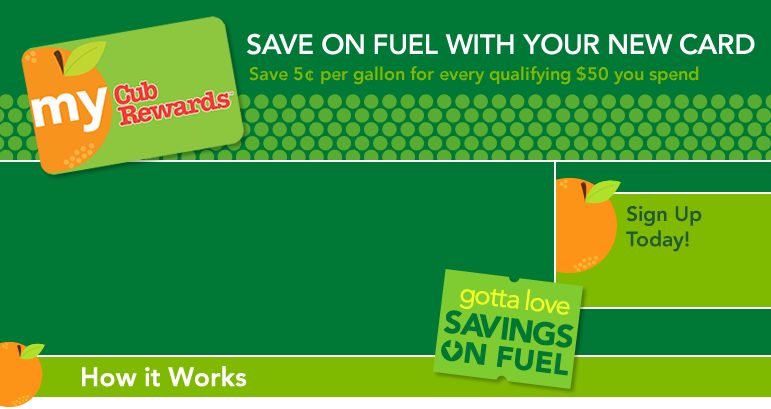 SAVE ON FUEL WITH YOUR NEW CARD
Save 5¢ per gallon for every qualifying $50 you spend
my Cub
Rewards
Sign Up
Today!
gotta love
SAVINGS
ON FUEL
How it Works